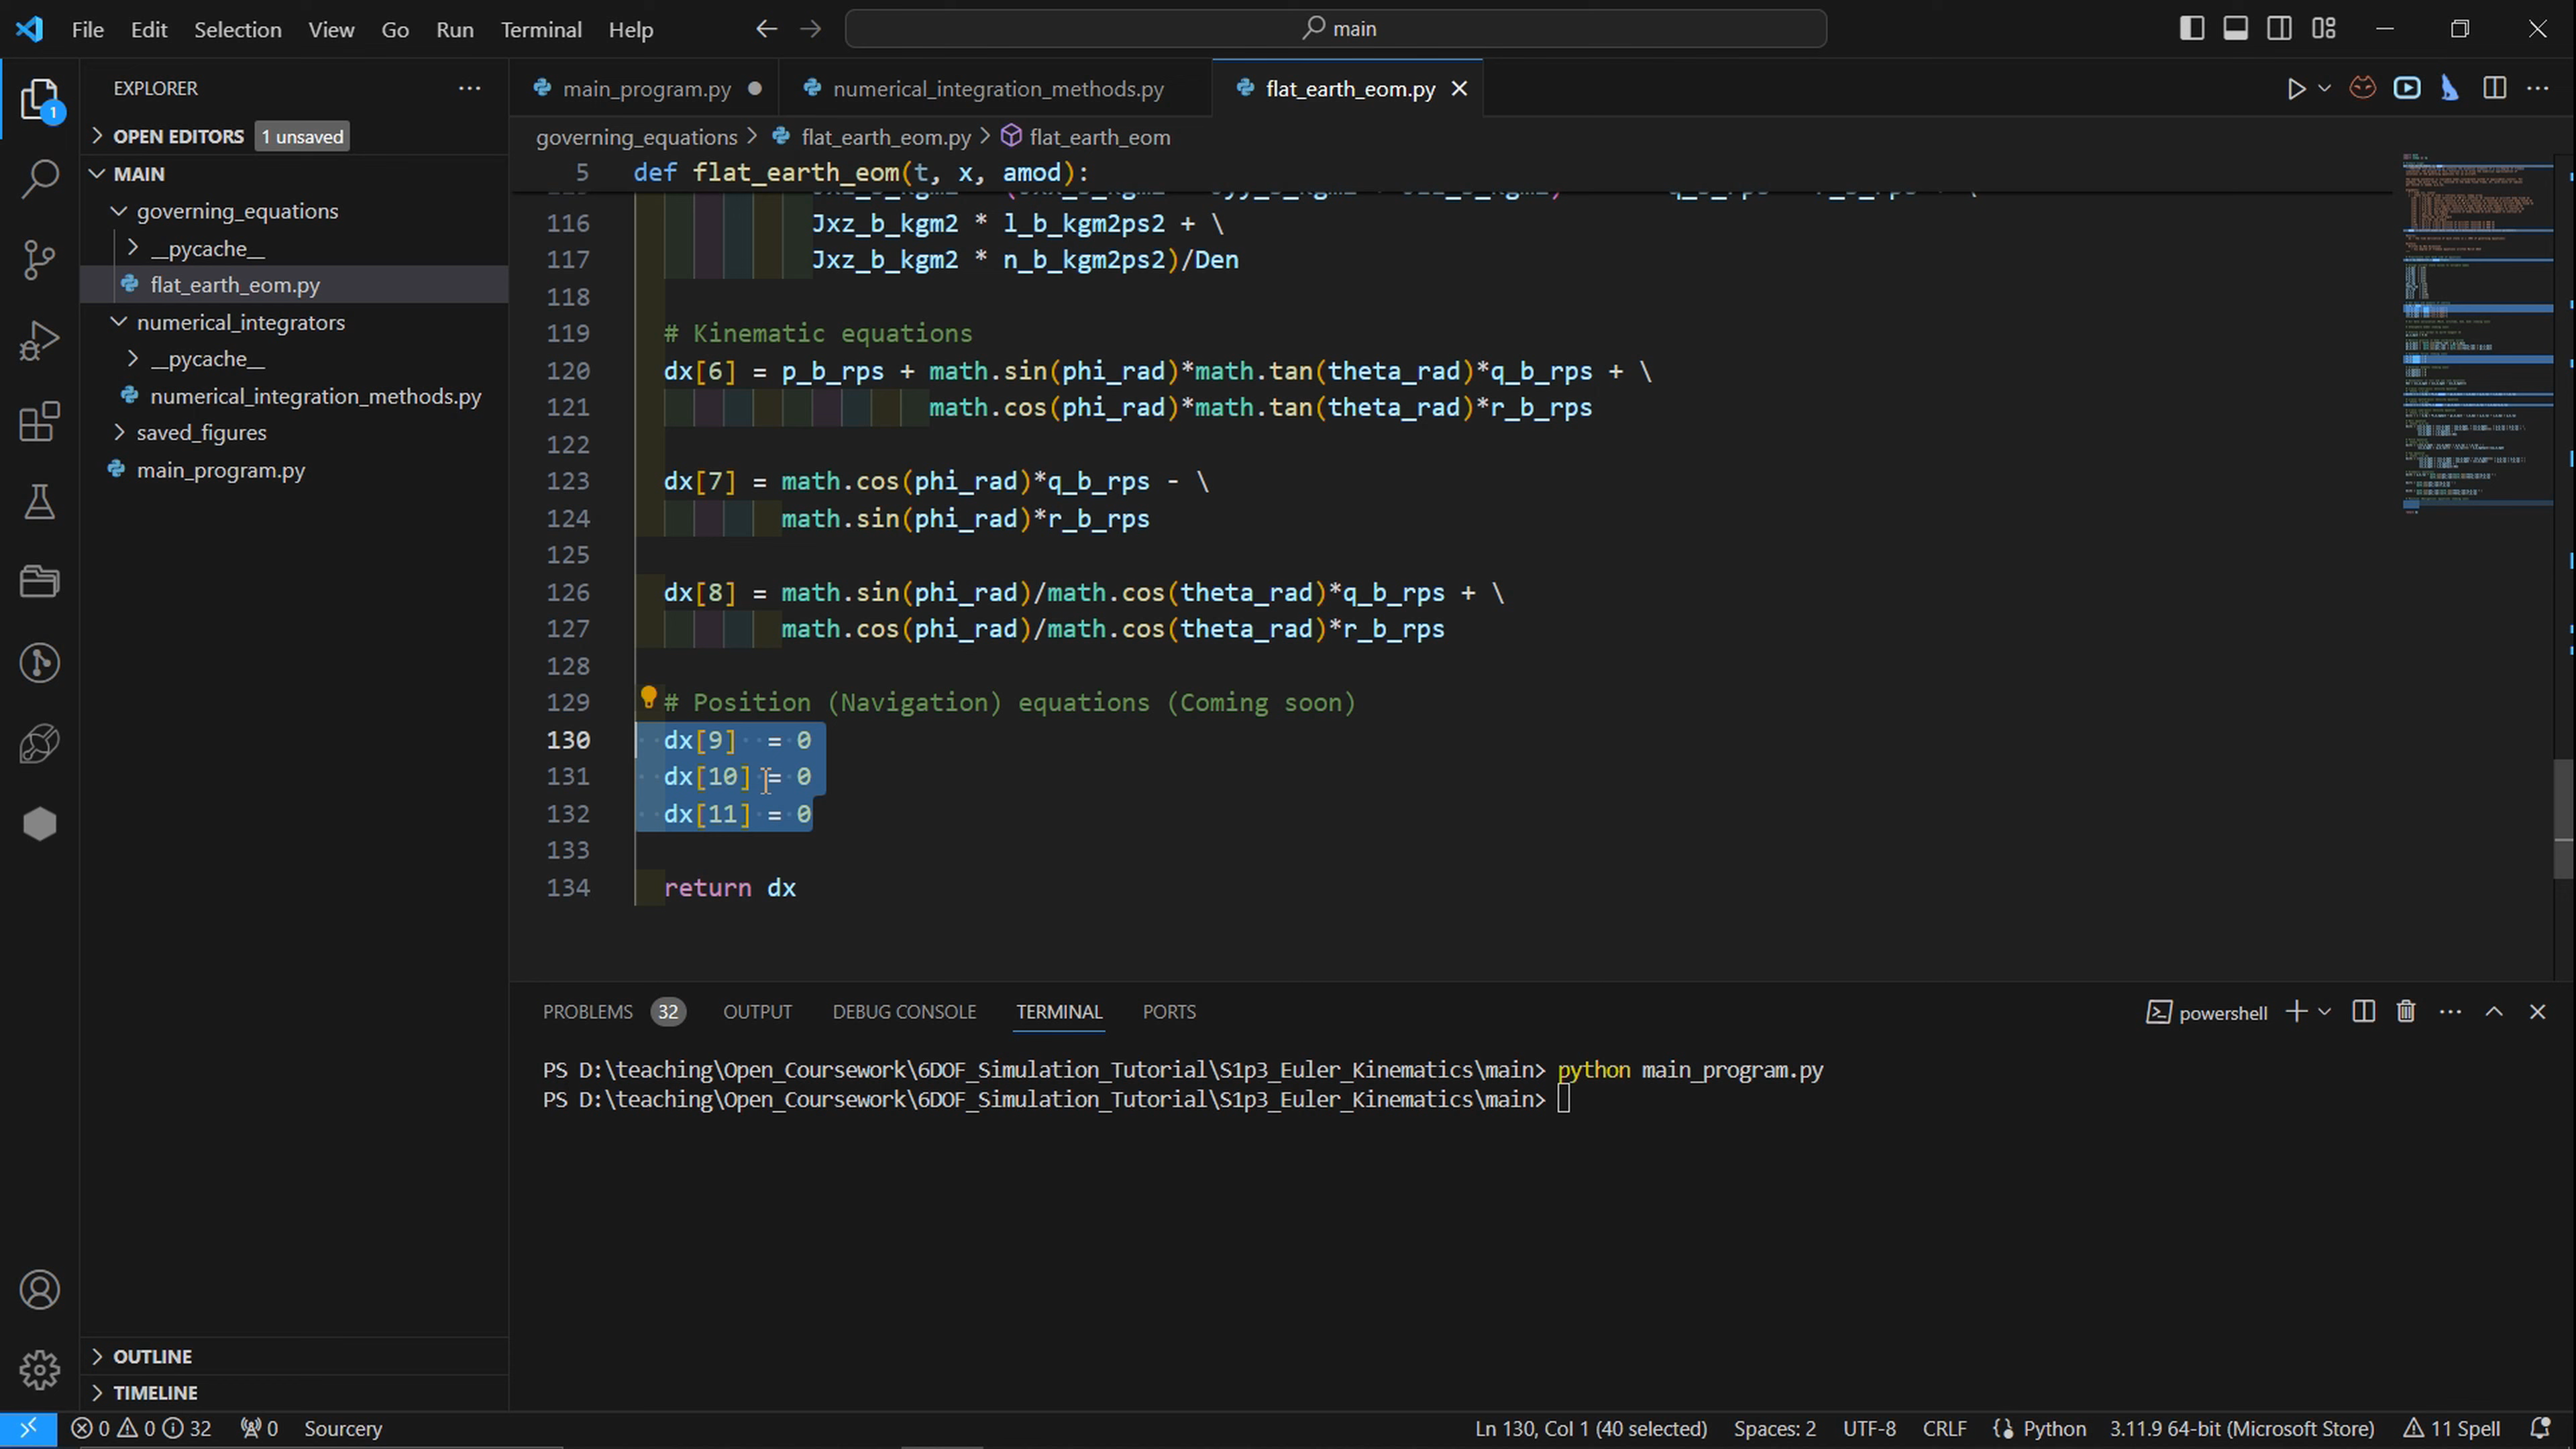 File Edit Selection View Go Run Terminal Help
main
EXPLORER
OPEN EDITORS 1 unsaved
MAIN
governing_equations
__pycache__
flat_earth_eom.py
numerical_integrators
__pycache__
numerical_integration_methods.py
saved_figures
main_program.py
OUTLINE
TIMELINE
main_program.py
numerical_integration_methods.py
flat_earth_eom.py
governing_equations > flat_earth_eom.py > flat_earth_eom
5 def flat_earth_eom(t, x, amod):
116 Jxz_b_kgm2 * l_b_kgm2ps2 + \
117 Jxz_b_kgm2 * n_b_kgm2ps2)/Den
118
119 # Kinematic equations
120 dx[6] = p_b_rps + math.sin(phi_rad)*math.tan(theta_rad)*q_b_rps + \
121 math.cos(phi_rad)*math.tan(theta_rad)*r_b_rps
122
123 dx[7] = math.cos(phi_rad)*q_b_rps - \
124 math.sin(phi_rad)*r_b_rps
125
126 dx[8] = math.sin(phi_rad)/math.cos(theta_rad)*q_b_rps + \
127 math.cos(phi_rad)/math.cos(theta_rad)*r_b_rps
128
129 # Position (Navigation) equations (Coming soon)
130 dx[9] = 0
131 dx[10] = 0
132 dx[11] = 0
133
134 return dx
PROBLEMS 32 OUTPUT DEBUG CONSOLE TERMINAL PORTS
powershell
PS D:\teaching\Open_Coursework\6DOF_Simulation_Tutorial\S1p3_Euler_Kinematics\main> python main_program.py
PS D:\teaching\Open_Coursework\6DOF_Simulation_Tutorial\S1p3_Euler_Kinematics\main>
0 0 32 0 Sourcery
Ln 130, Col 1 (40 selected) Spaces: 2 UTF-8 CRLF Python 3.11.9 64-bit (Microsoft Store) 11 Spell